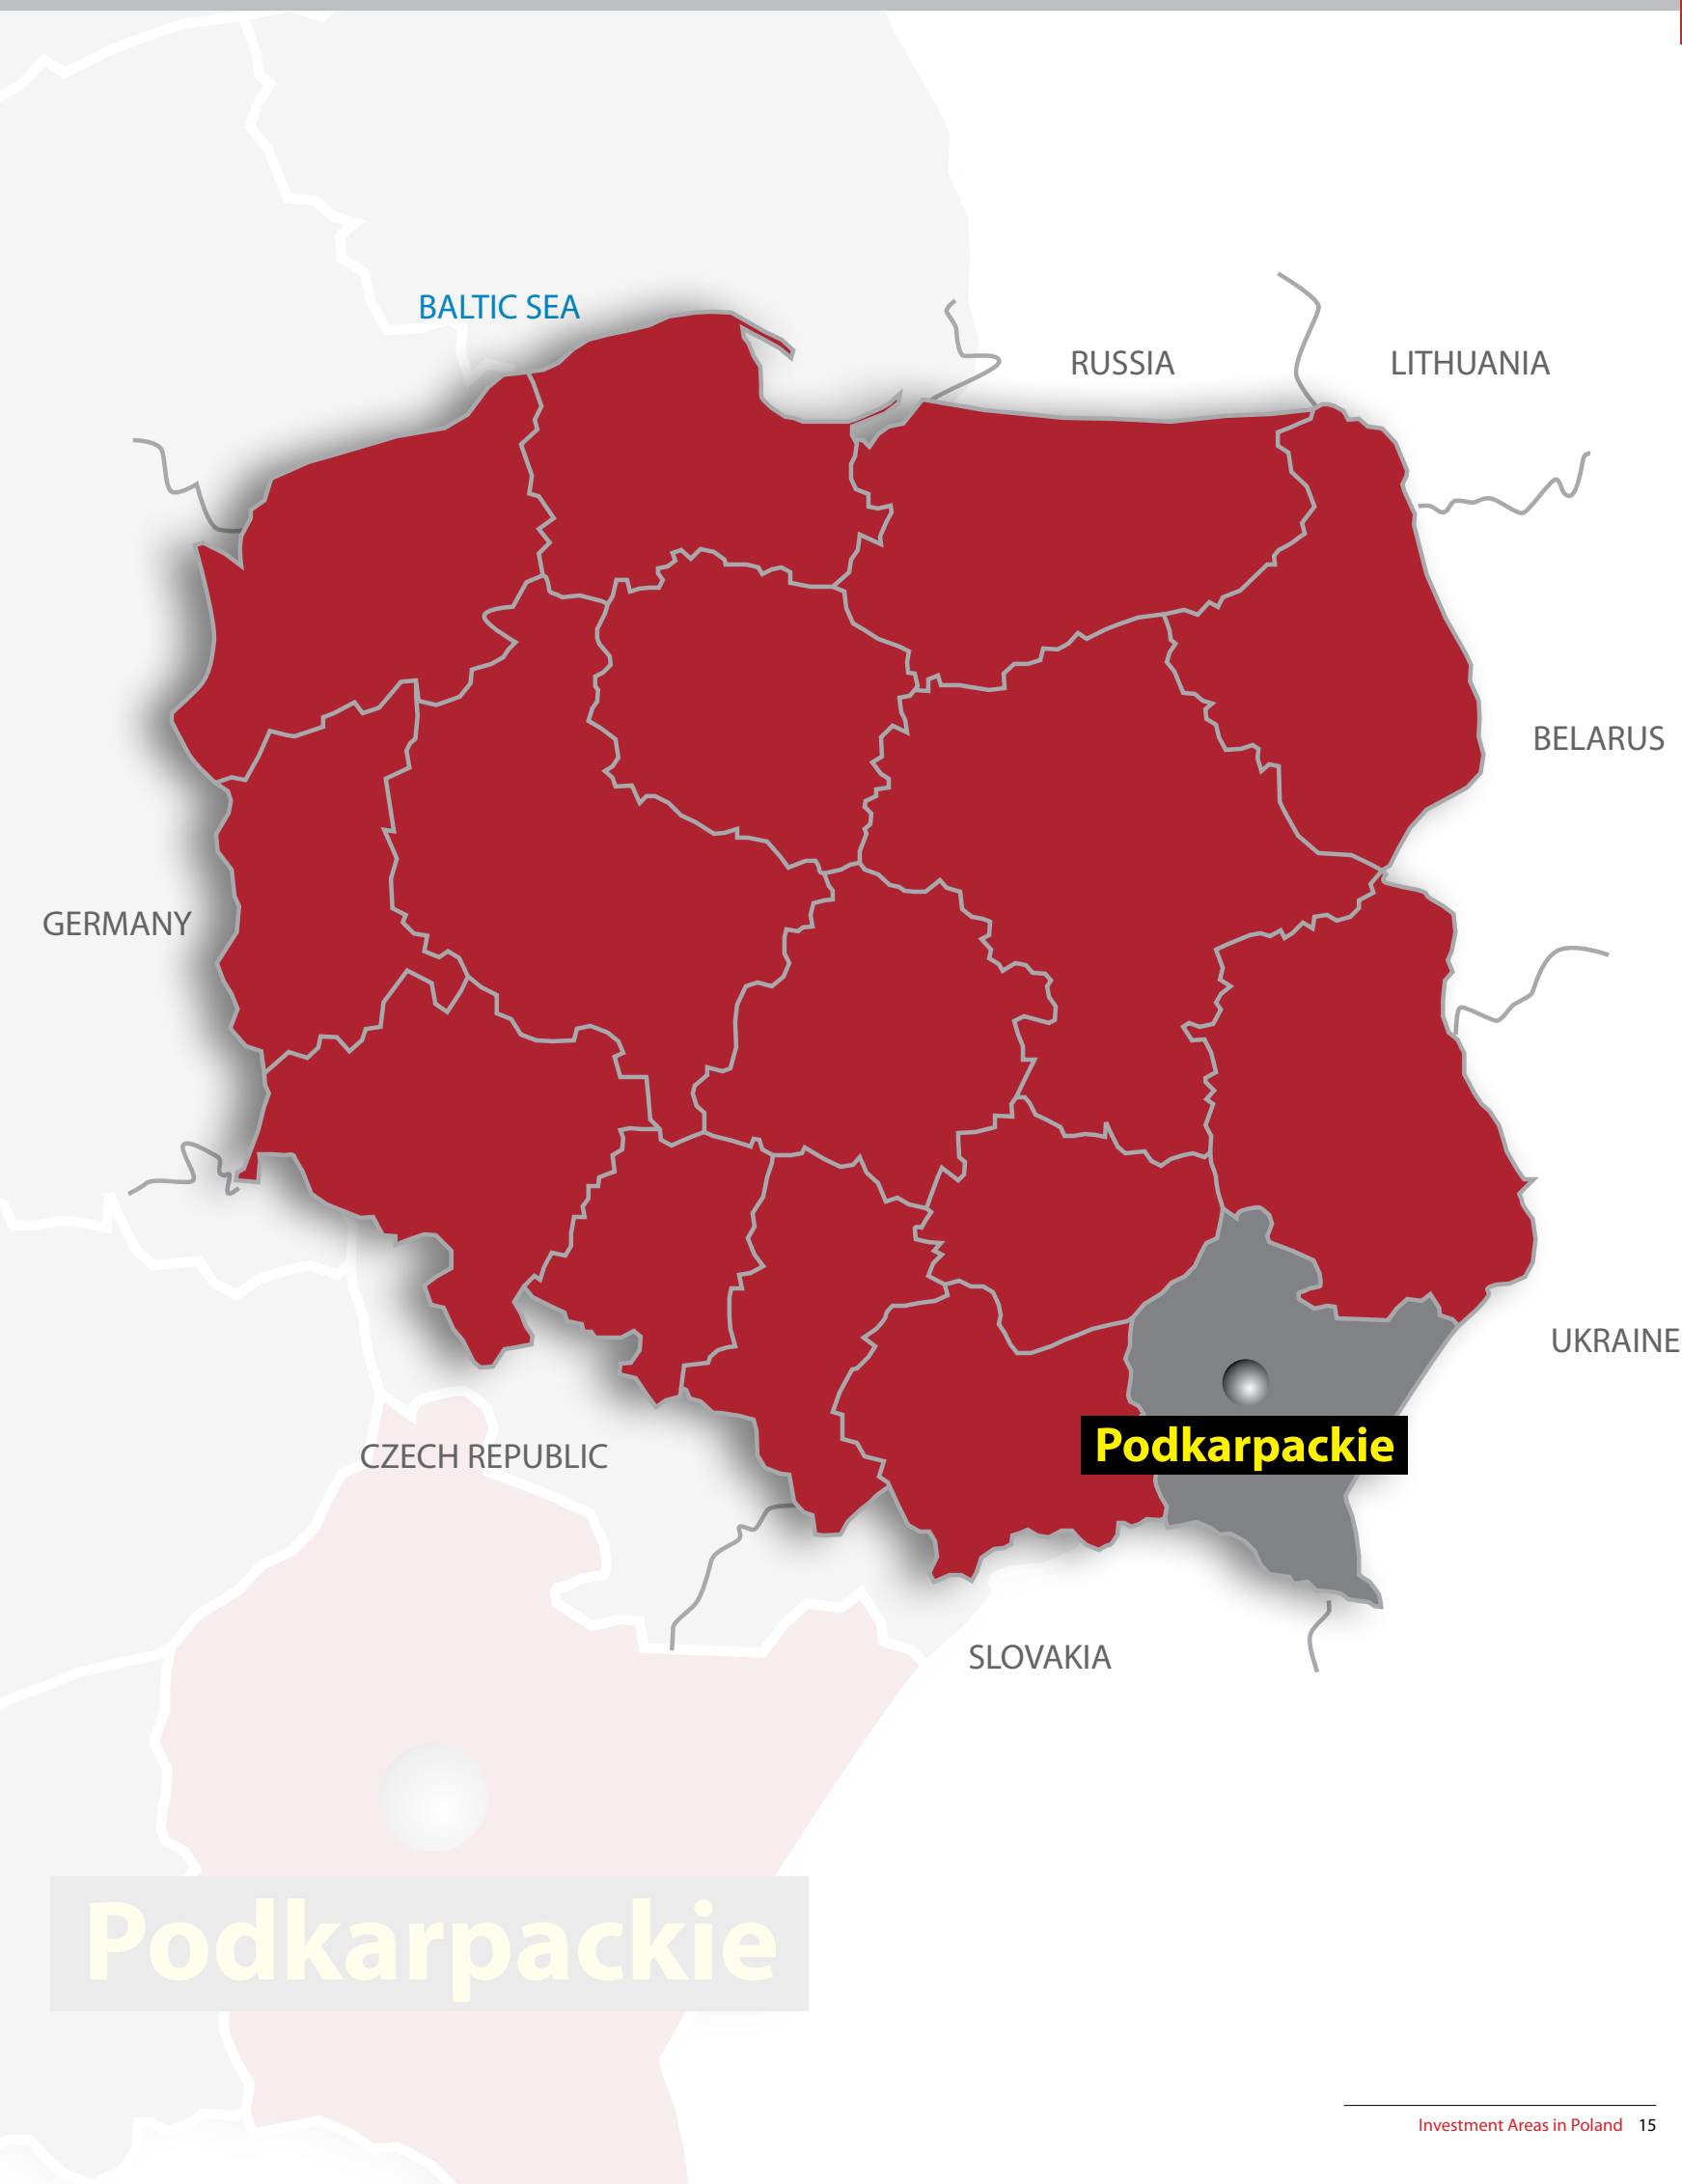 BALTIC SEA
RUSSIA
LITHUANIA
BELARUS
GERMANY
UKRAINE
Podkarpackie
CZECH REPUBLIC
SLOVAKIA
Podkarpackie
Investment Areas in Poland 15